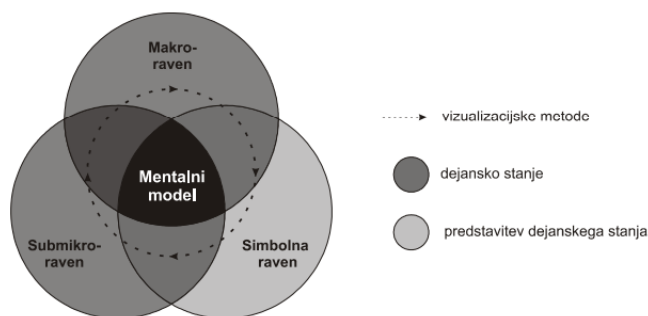 Makro-
raven
Mentalni
model
Submikro-
raven
Simbolna
raven
vizualizacijske metode
dejansko stanje
predstavitev dejanskega stanja